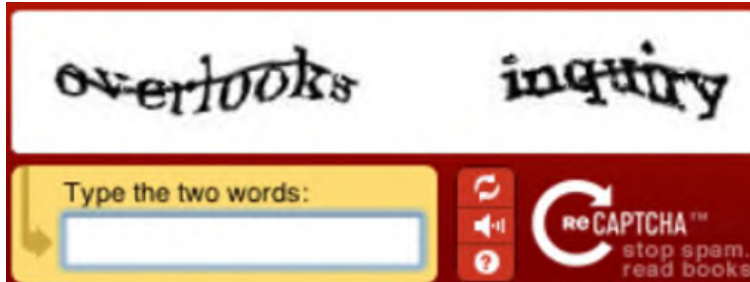 overlooks inquiry
Type the two words:
ReCAPTCHA™
stop spam.
read books